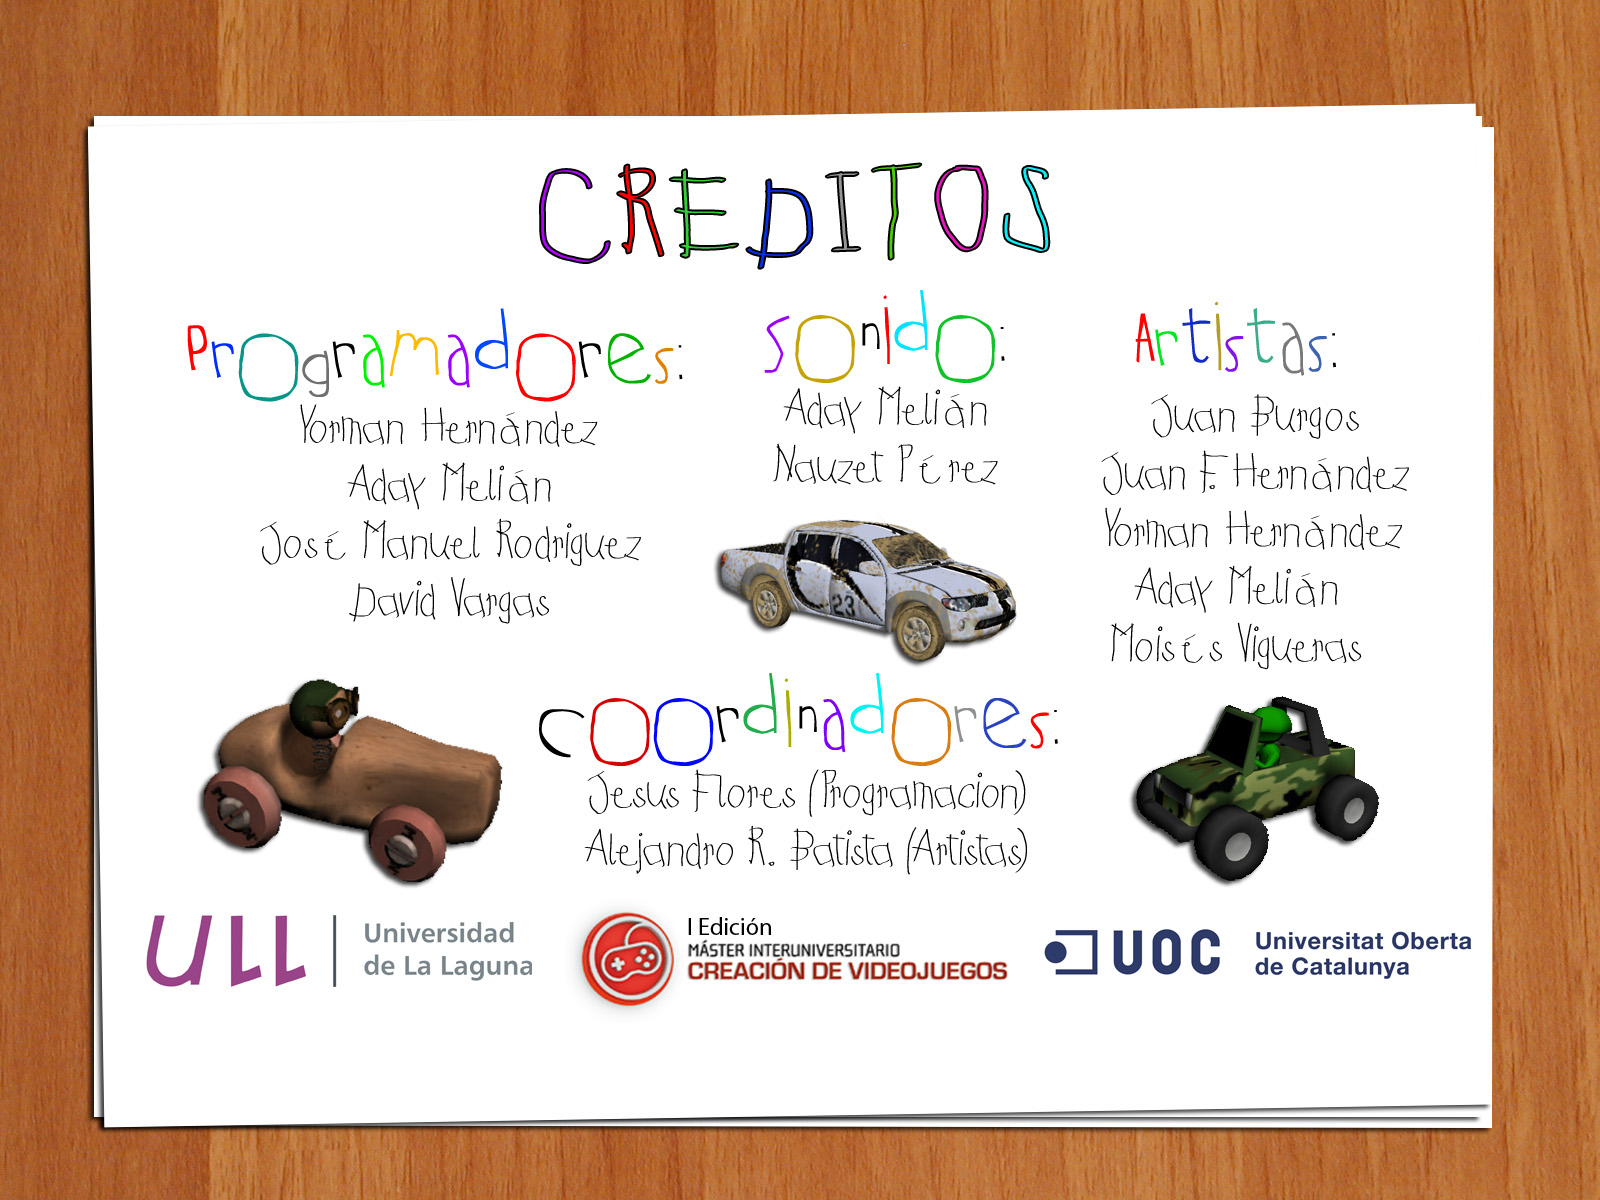 CREDITOS
Programadores:
Yorman Hernández
Aday Melián
José Manuel Rodriguez
David Vargas
Sonido:
Aday Melián
Nauzet Pérez
23
Artistas:
Juan Burgos
Juan F. Hernández
Yorman Hernández
Aday Melián
Moisés Vigueras
Coordinadores:
Jesus Flores (Programacion)
Alejandro R. Batista (Artistas)
ULL
Universidad
de La Laguna
I Edición
MÁSTER INTERUNIVERSITARIO
CREACIÓN DE VIDEOJUEGOS
UOC
Universitat Oberta
de Catalunya